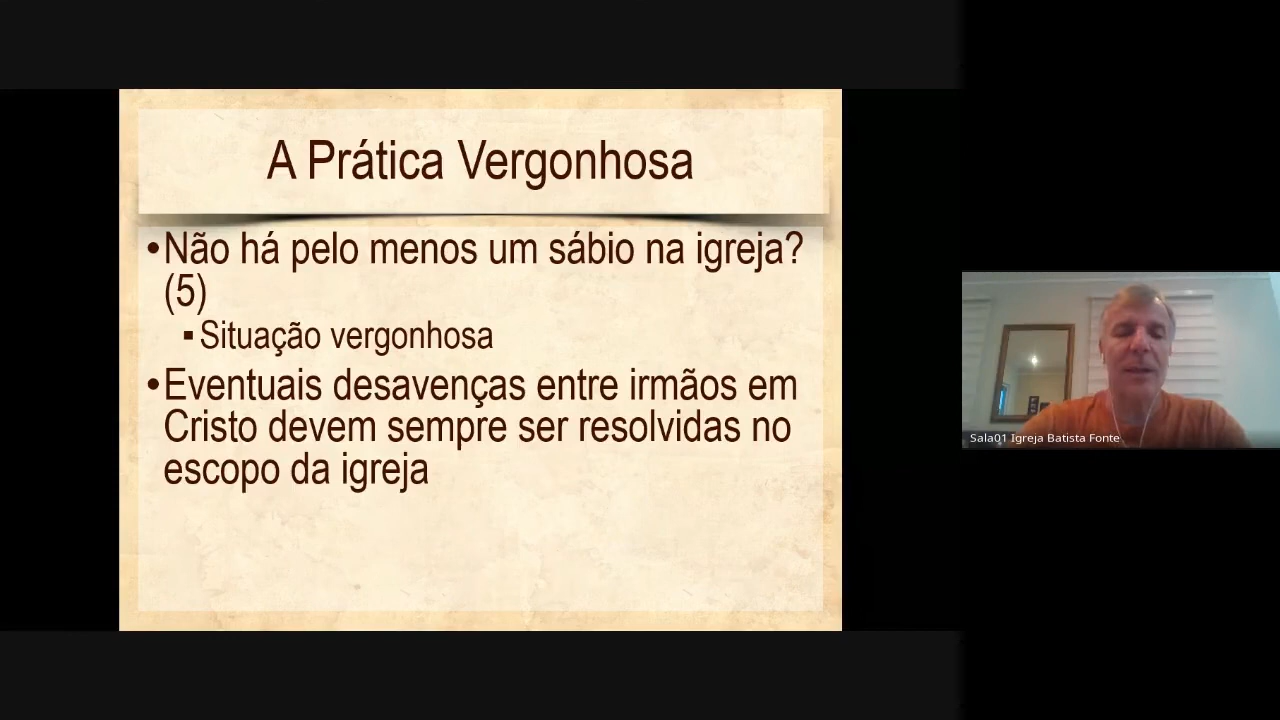 A Prática Vergonhosa
•Não há pelo menos um sábio na igreja?
(5)
▪Situação vergonhosa
•Eventuais desavenças entre irmãos em
Cristo devem sempre ser resolvidas no
escopo da igreja
Sala01 Igreja Batista Fonte